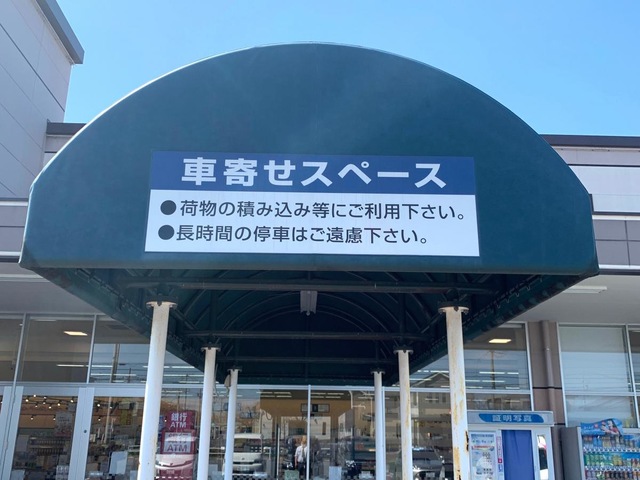 車寄せスペース
●荷物の積み込み等にご利用下さい。
●長時間の停車はご遠慮下さい。
銀行
ATM
ATM
証明写真